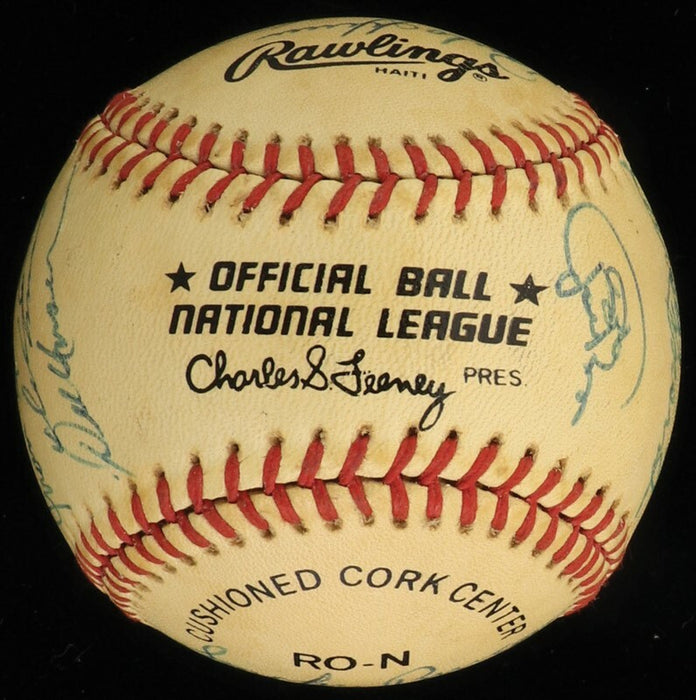 Rawlings ®
HAITI
★ OFFICIAL BALL ★
NATIONAL LEAGUE
Charles S. Feeney PRES.
CUSHIONED CORK CENTER
RO-N